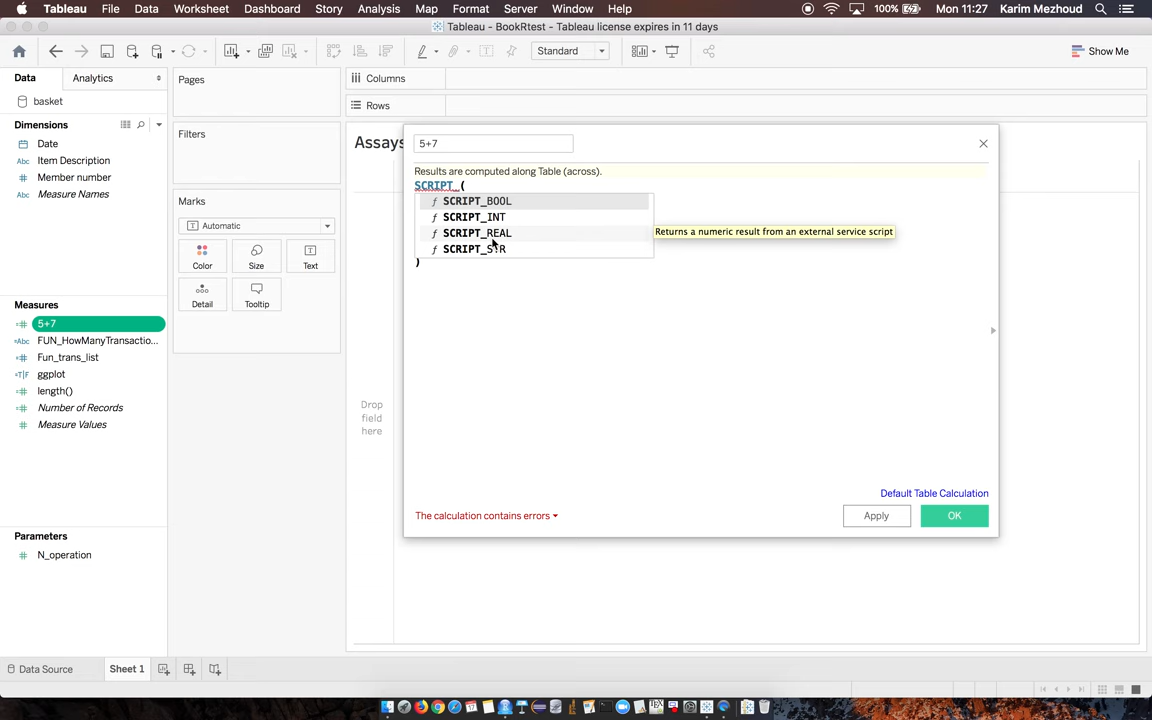 Tableau File Data Worksheet Dashboard Story Analysis Map Format Server Window Help 100% Mon 11:27 Karim Mezhoud
Tableau - BookRtest - Tableau license expires in 11 days
Standard Show Me
Data Analytics
Pages
Columns
basket
Rows
Dimensions
Filters
Date
Abc Item Description
Member number
Abc Measure Names
Marks
Automatic
Color Size Text
Detail Tooltip
Measures
5+7
Abc FUN_HowManyTransactio...
Fun_trans_list
T|F ggplot
length()
Number of Records
Measure Values
Parameters
N_operation
Assays
Drop
field
here
5+7
Results are computed along Table (across).
SCRIPT_(
f SCRIPT_BOOL
f SCRIPT_INT
f SCRIPT_REAL
Returns a numeric result from an external service script
f SCRIPT_STR
)
Default Table Calculation
The calculation contains errors
Apply OK
Data Source Sheet 1